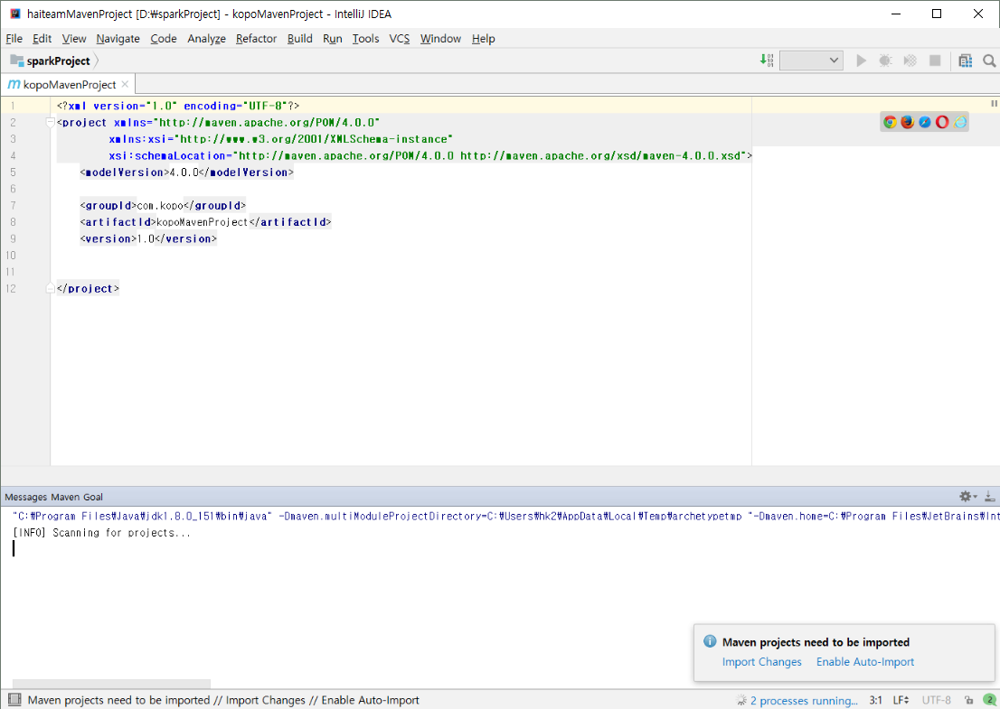 haiteamMavenProject [D:₩sparkProject] - kopoMavenProject - IntelliJ IDEA
File Edit View Navigate Code Analyze Refactor Build Run Tools VCS Window Help
sparkProject
kopoMavenProject
1 <?xml version="1.0" encoding="UTF-8"?>
2 <project xmlns="http://maven.apache.org/POM/4.0.0"
3 xmlns:xsi="http://www.w3.org/2001/XMLSchema-instance"
4 xsi:schemaLocation="http://maven.apache.org/POM/4.0.0 http://maven.apache.org/xsd/maven-4.0.0.xsd">
5 <modelVersion>4.0.0</modelVersion>
6
7 <groupId>com.kopo</groupId>
8 <artifactId>kopoMavenProject</artifactId>
9 <version>1.0</version>
10
11
12 </project>
Messages Maven Goal
"C:₩Program Files₩Java₩jdk1.8.0_151₩bin₩java" -Dmaven.multiModuleProjectDirectory=C:₩Users₩hk2₩AppData₩Local₩Temp₩archetypetmp "-Dmaven.home=C:₩Program Files₩JetBrains₩Int
[INFO] Scanning for projects...
Maven projects need to be imported
Import Changes Enable Auto-Import
Maven projects need to be imported // Import Changes // Enable Auto-Import 2 processes running... 3:1 LF UTF-8 2